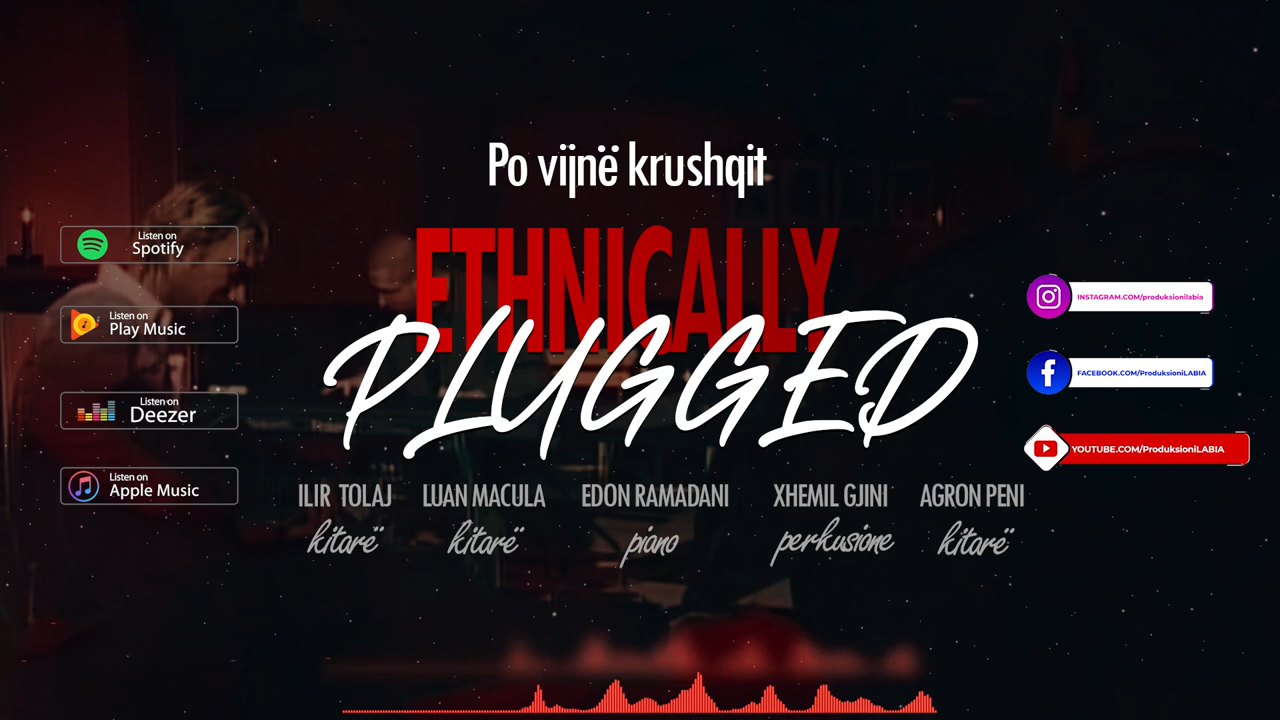 Po vijnë krushqit
ETHNICALLY
PLUGGED
Listen on
Spotify
Listen on
Play Music
Listen on
Deezer
Listen on
Apple Music
INSTAGRAM.COM/produksionilabia
FACEBOOK.COM/ProduksioniLABIA
YOUTUBE.COM/ProduksioniLABIA
ILIR TOLAJ
kitarë
LUAN MACULA
kitarë
EDON RAMADANI
piano
XHEMIL GJINI
perkusione
AGRON PENI
kitarë